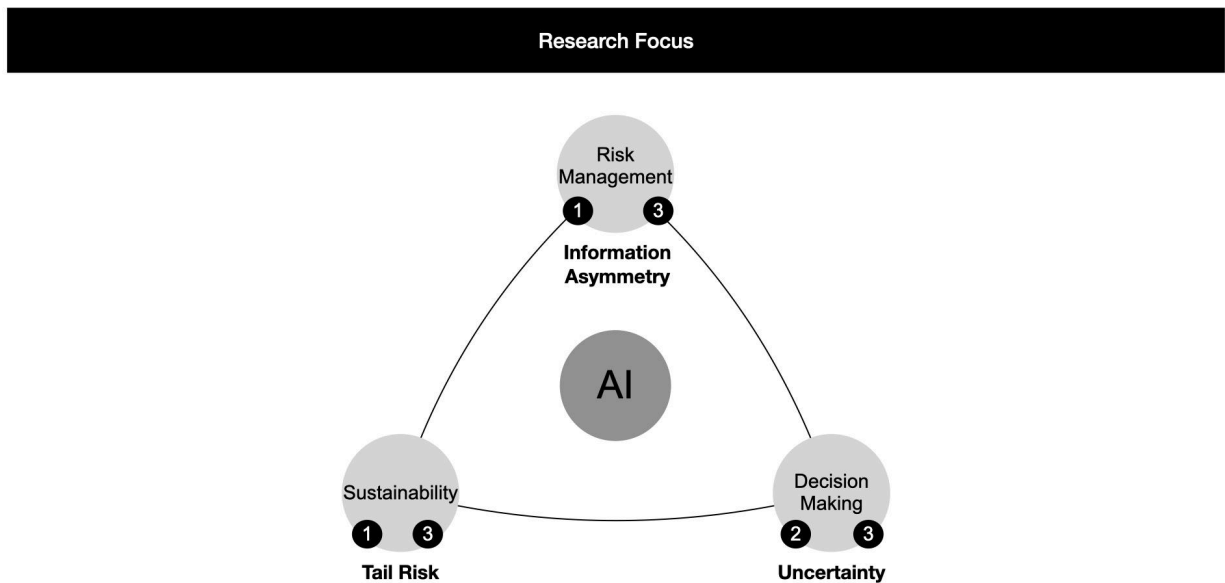 Research Focus
Risk
Management
1 3
Information
Asymmetry
AI
Sustainability
1 3
Tail Risk
Decision
Making
2 3
Uncertainty